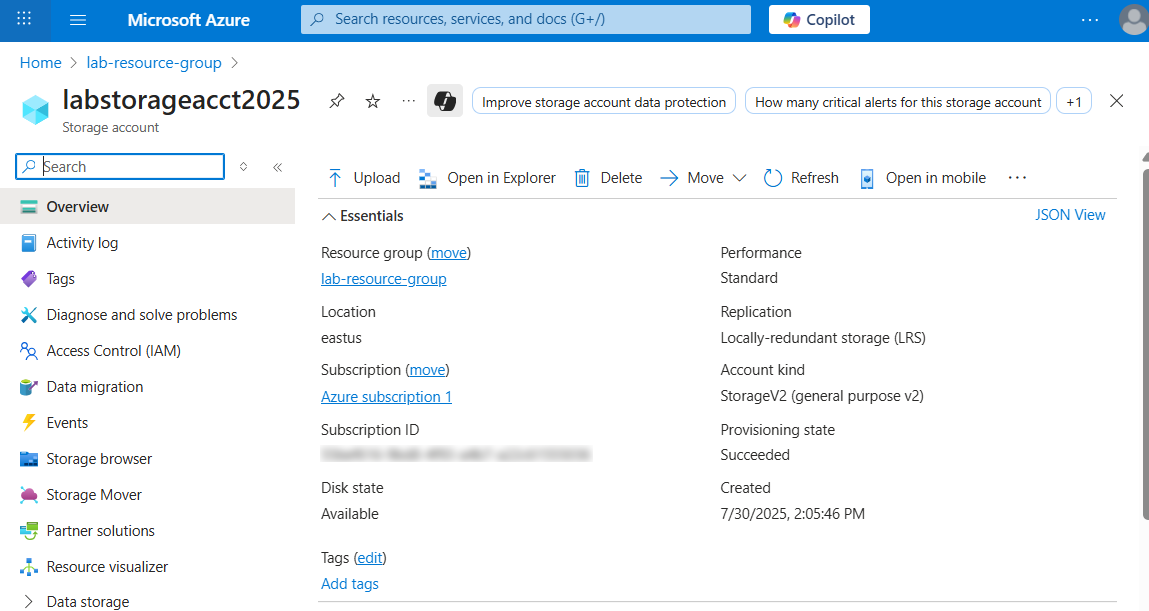 Microsoft Azure
Search resources, services, and docs (G+/)
Copilot
Home > lab-resource-group >
labstorageacct2025
Storage account
Improve storage account data protection
How many critical alerts for this storage account
+1
Search
Overview
Activity log
Tags
Diagnose and solve problems
Access Control (IAM)
Data migration
Events
Storage browser
Storage Mover
Partner solutions
Resource visualizer
Data storage
Upload
Open in Explorer
Delete
Move
Refresh
Open in mobile
Essentials
JSON View
Resource group (move)
lab-resource-group
Location
eastus
Subscription (move)
Azure subscription 1
Subscription ID
Disk state
Available
Performance
Standard
Replication
Locally-redundant storage (LRS)
Account kind
StorageV2 (general purpose v2)
Provisioning state
Succeeded
Created
7/30/2025, 2:05:46 PM
Tags (edit)
Add tags